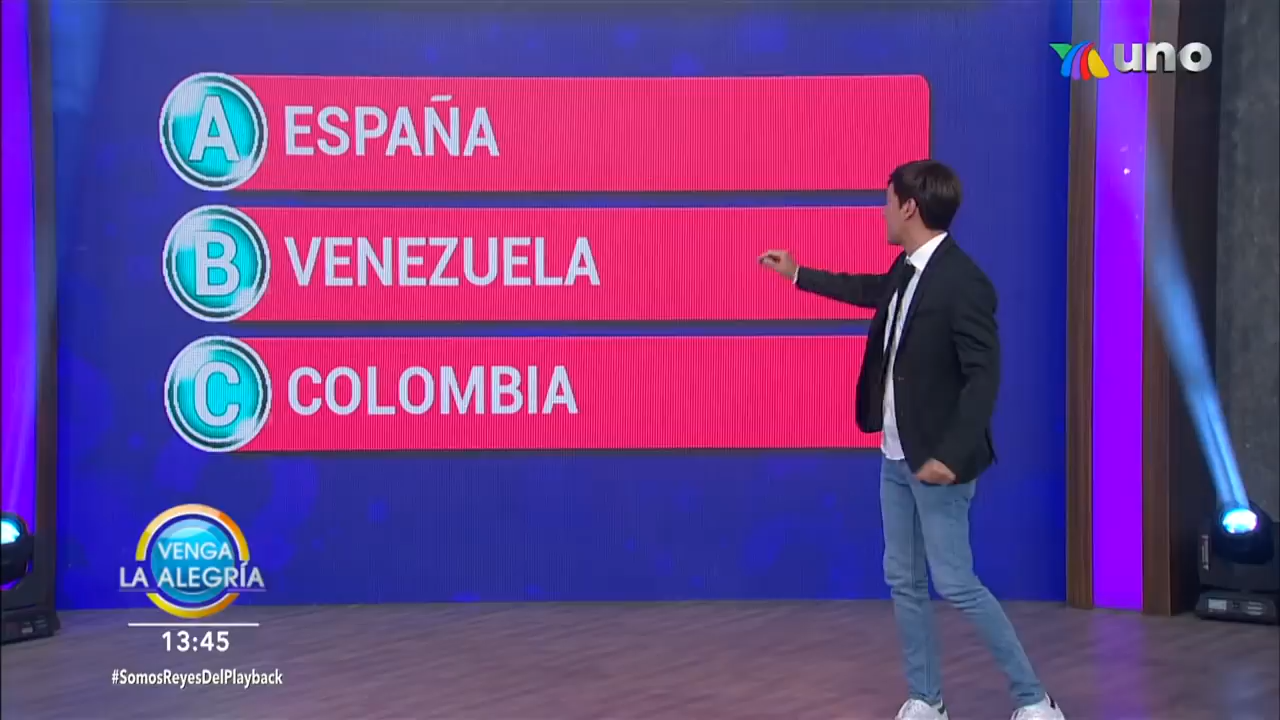 uno
A ESPAÑA
B VENEZUELA
C COLOMBIA
VENGA
LA ALEGRÍA
13:45
#SomosReyesDelPlayback